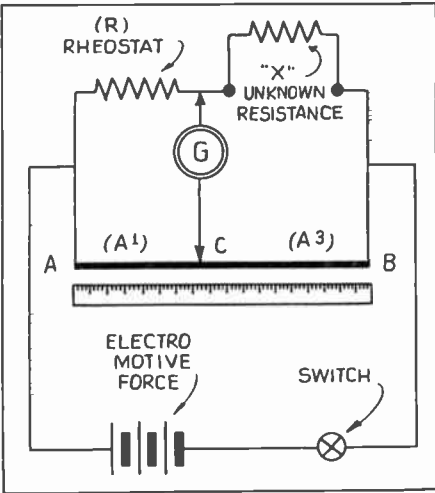 (R)
RHEOSTAT
"X"
UNKNOWN
RESISTANCE
G
(A1)
C
(A3)
A
B
ELECTRO
MOTIVE
FORCE
SWITCH